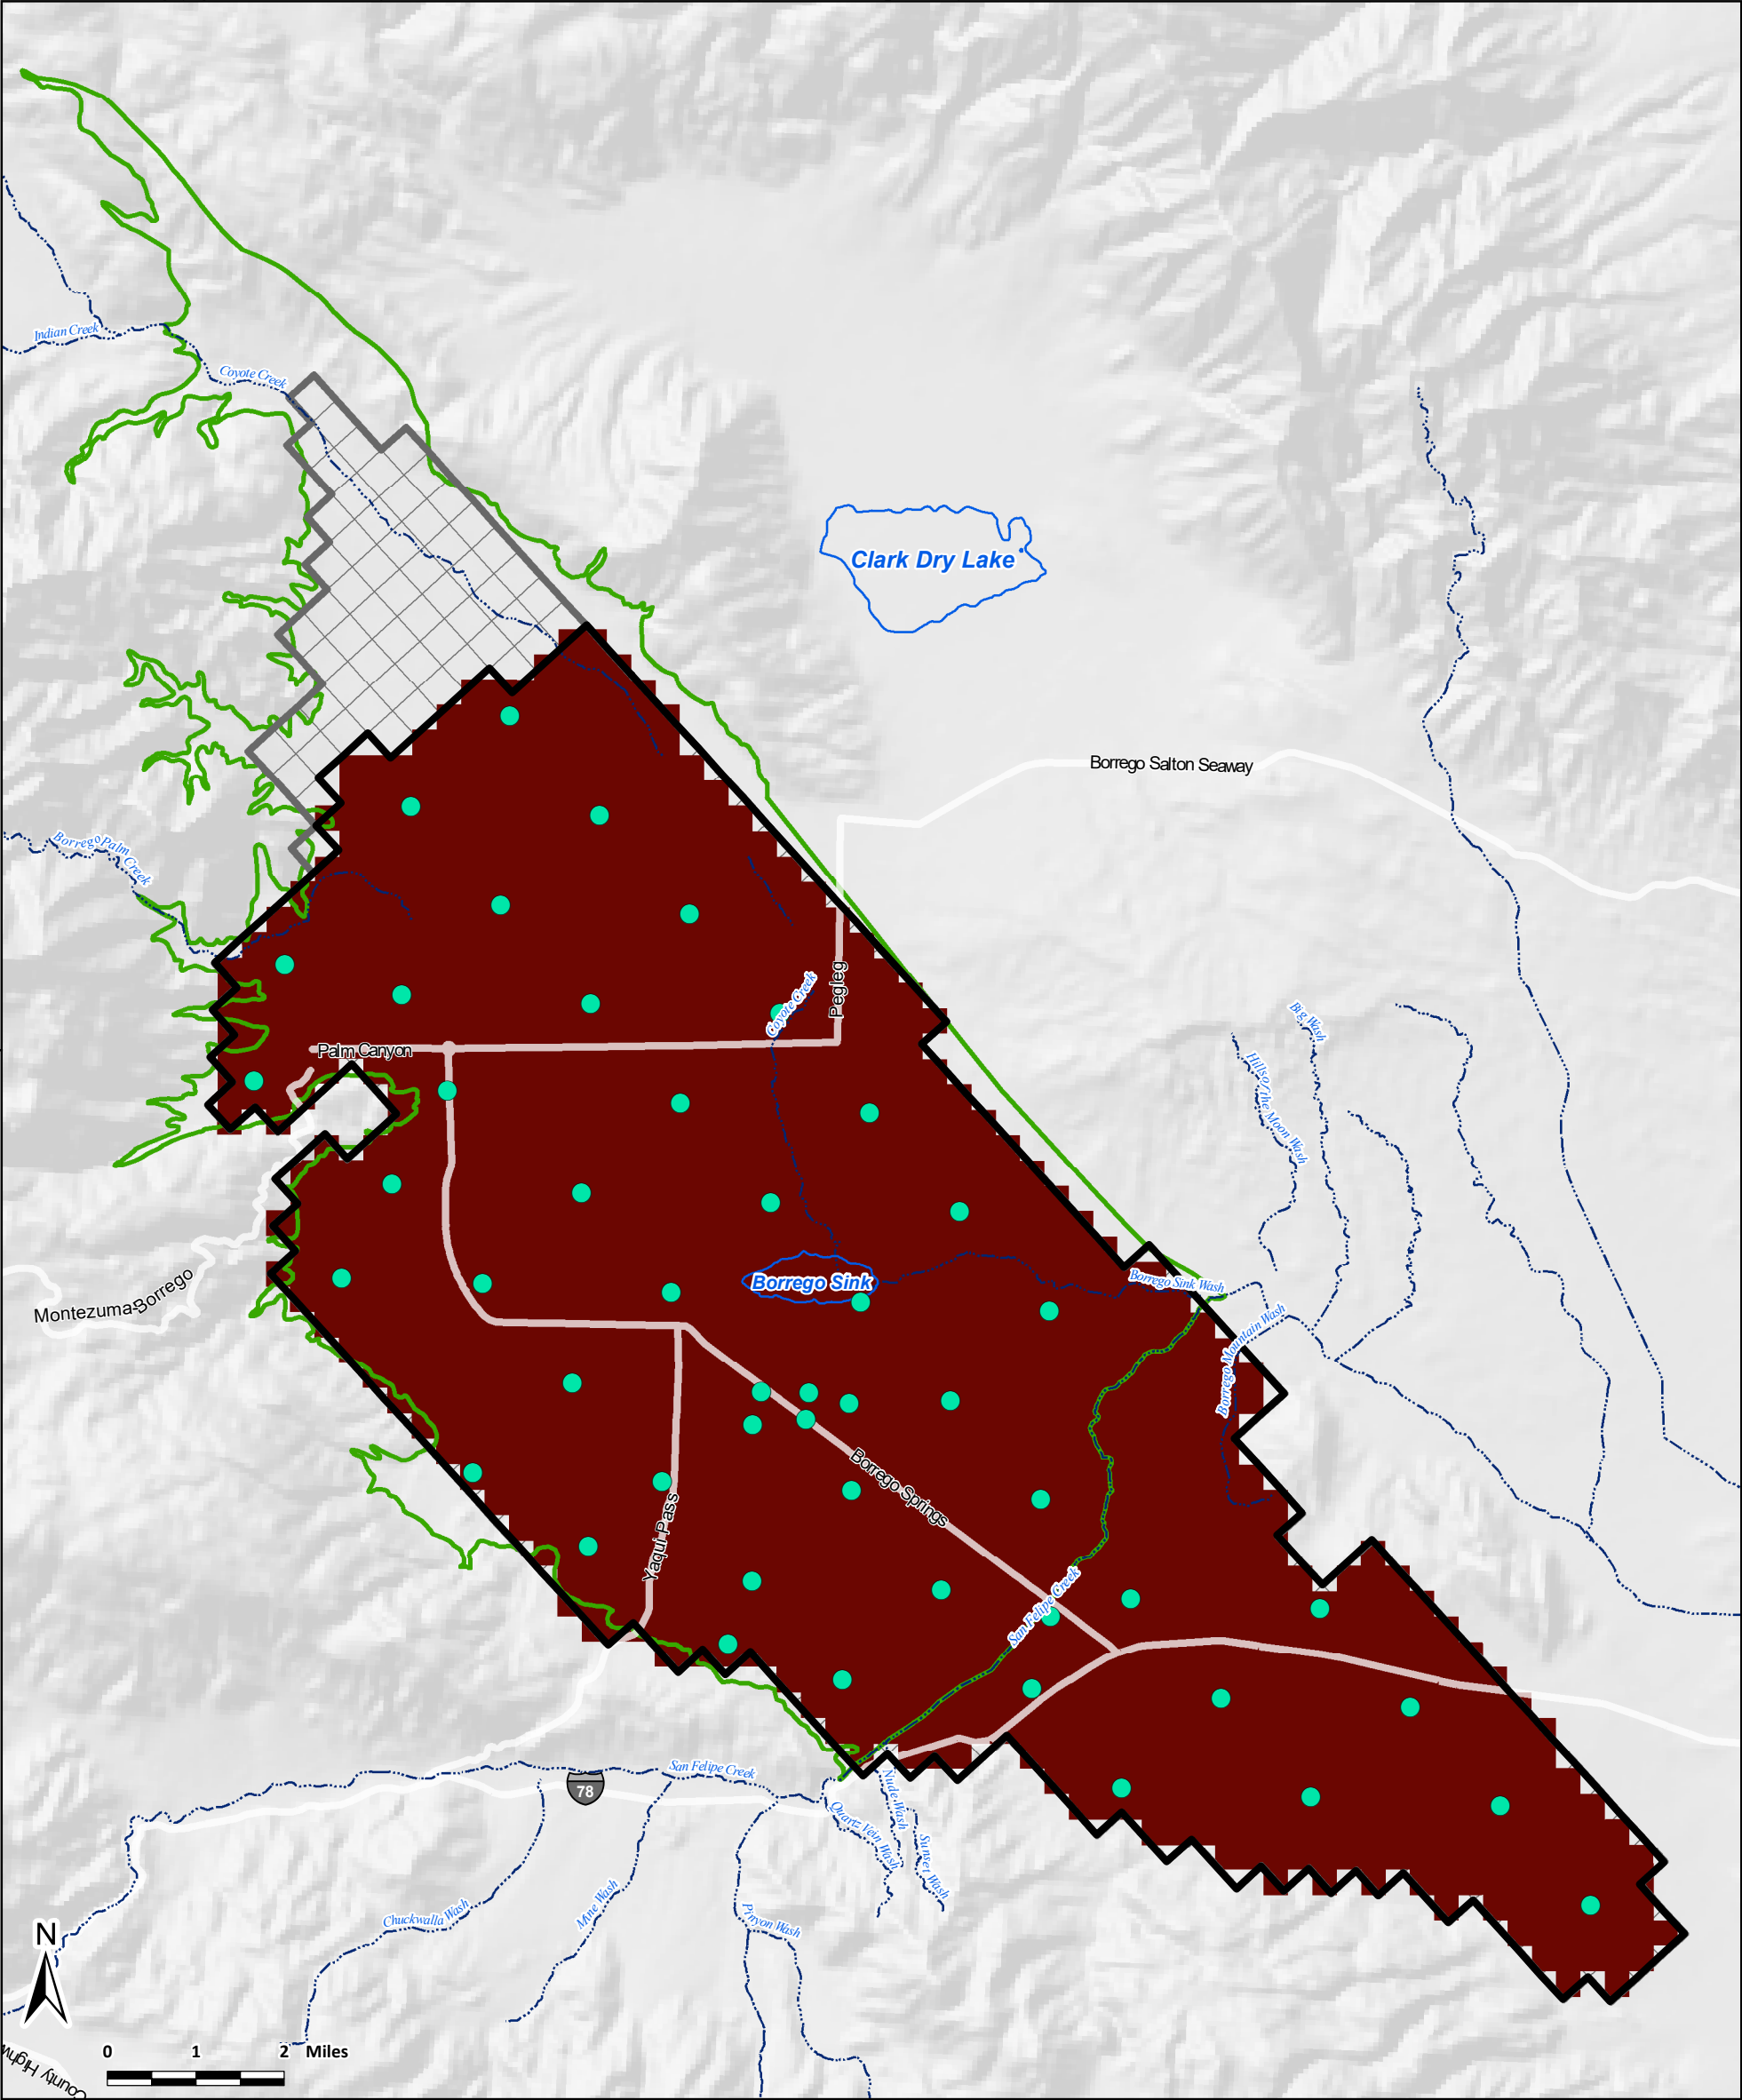 Indian Creek
Coyote Creek
Clark Dry Lake
Borrego Salton Seaway
Borrego Palm
Creek
Pegleg
Coyote Creek
Palm Canyon
Big Wash
Hills of the Moon Wash
Borrego Sink
Borrego Sink Wash
Montezuma-Borrego
Borrego Mountain Wash
Borrego Springs
Yaqui Pass
San Felipe Creek
San Felipe Creek
78
Nude Wash
Quartz Vein Wash
Sunset Wash
Chuckwalla Wash
Mine Wash
Pinyon Wash
N
0 1 2 Miles
County Highw